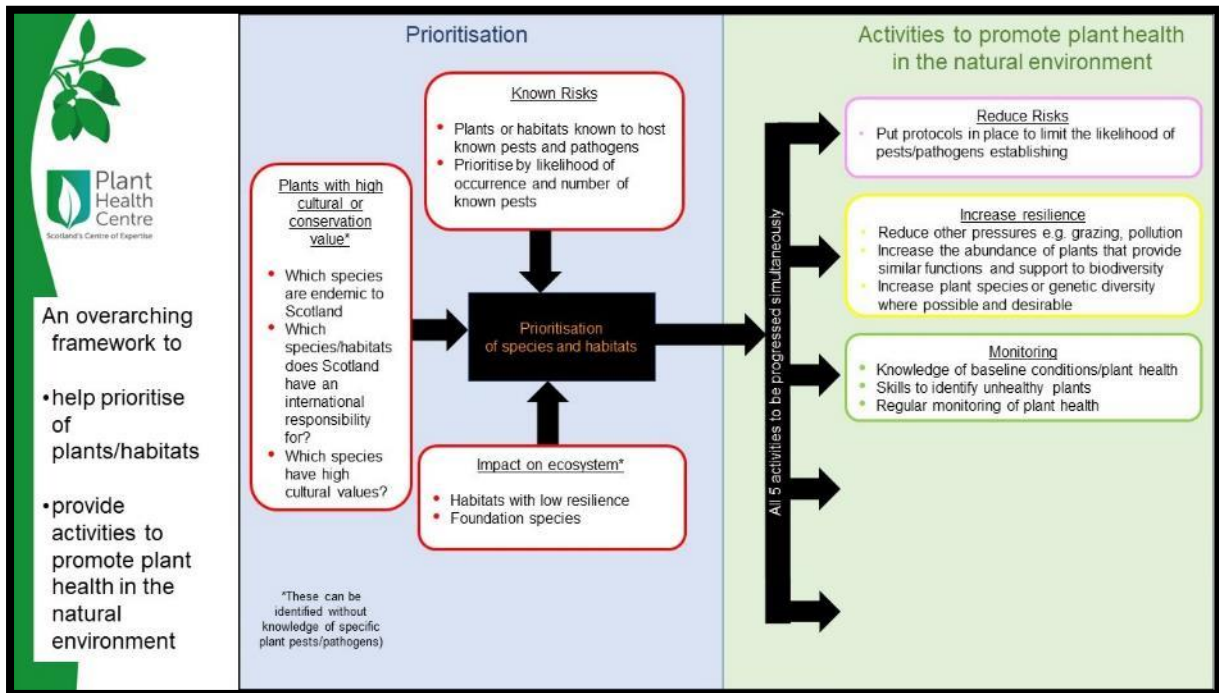 Plant
Health
Centre
Scotland's Centre of Expertise
An overarching
framework to
•help prioritise
of
plants/habitats
•provide
activities to
promote plant
health in the
natural
environment
Prioritisation
Plants with high
cultural or
conservation
value*
• Which species
are endemic to
Scotland
• Which
species/habitats
does Scotland
have an
international
responsibility
for?
• Which species
have high
cultural values?
Known Risks
• Plants or habitats known to host
known pests and pathogens
• Prioritise by likelihood of
occurrence and number of
known pests
Prioritisation
of species and habitats
Impact on ecosystem*
• Habitats with low resilience
• Foundation species
*These can be
identified without
knowledge of specific
plant pests/pathogens)
Activities to promote plant health
in the natural environment
All 5 activities to be progressed simultaneously
Reduce Risks
• Put protocols in place to limit the likelihood of
pests/pathogens establishing
Increase resilience
• Reduce other pressures e.g. grazing, pollution
• Increase the abundance of plants that provide
similar functions and support to biodiversity
• Increase plant species or genetic diversity
where possible and desirable
Monitoring
• Knowledge of baseline conditions/plant health
• Skills to identify unhealthy plants
• Regular monitoring of plant health